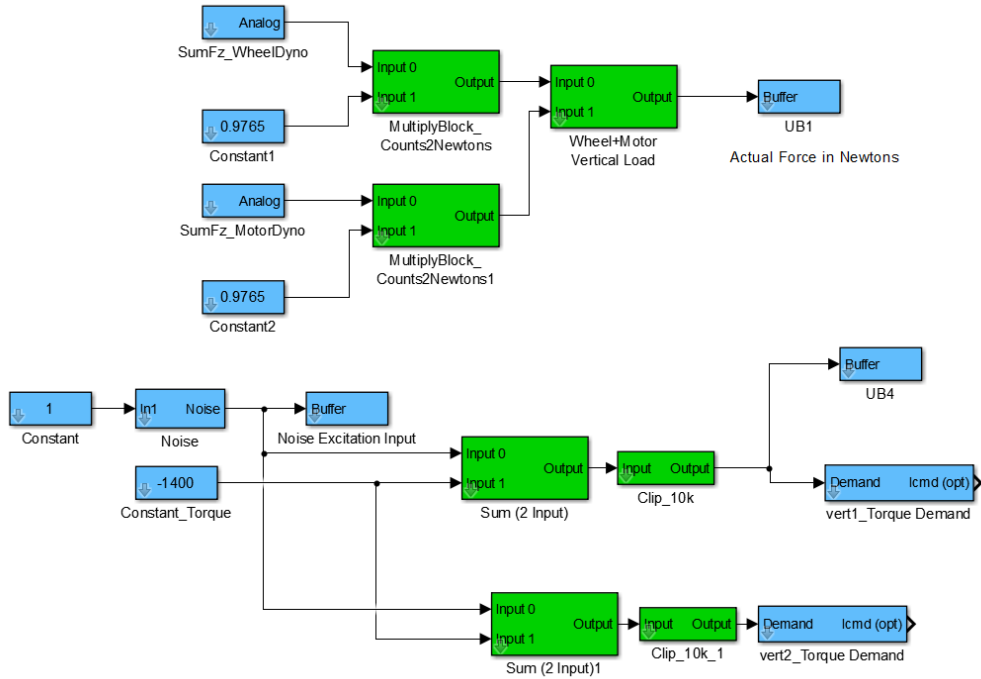 Analog
SumFz_WheelDyno
0.9765
Constant1
Input 0
Input 1
Output
MultiplyBlock_
Counts2Newtons
Analog
SumFz_MotorDyno
0.9765
Constant2
Input 0
Input 1
Output
MultiplyBlock_
Counts2Newtons1
Input 0
Input 1
Output
Wheel+Motor
Vertical Load
Buffer
UB1
Actual Force in Newtons
1
Constant
In1 Noise
Noise
Buffer
Noise Excitation Input
-1400
Constant_Torque
Input 0
Input 1
Output
Sum (2 Input)
Input Output
Clip_10k
Buffer
UB4
Demand Icmd (opt)
vert1_Torque Demand
Input 0
Input 1
Output
Sum (2 Input)1
Input Output
Clip_10k_1
Demand Icmd (opt)
vert2_Torque Demand